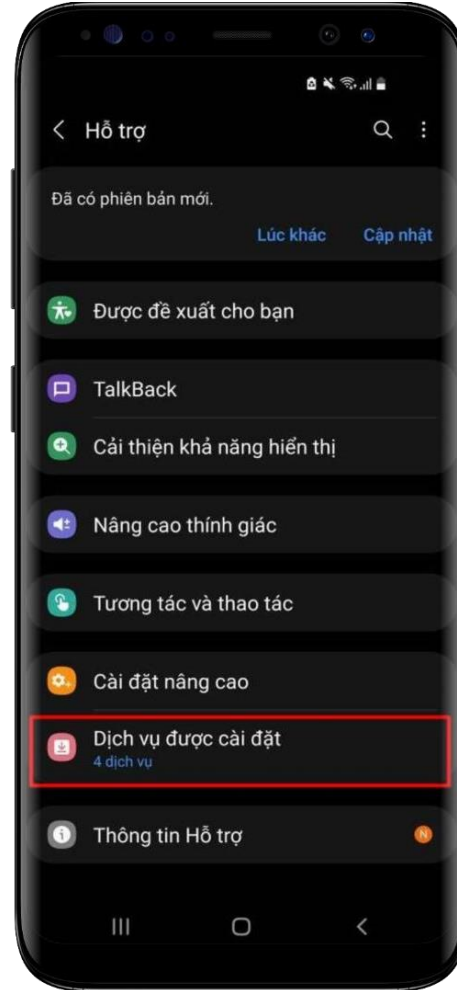 Hỗ trợ
Đã có phiên bản mới.
Lúc khác Cập nhật
Được đề xuất cho bạn
TalkBack
Cải thiện khả năng hiển thị
Nâng cao thính giác
Tương tác và thao tác
Cài đặt nâng cao
Dịch vụ được cài đặt
4 dịch vụ
Thông tin Hỗ trợ
N